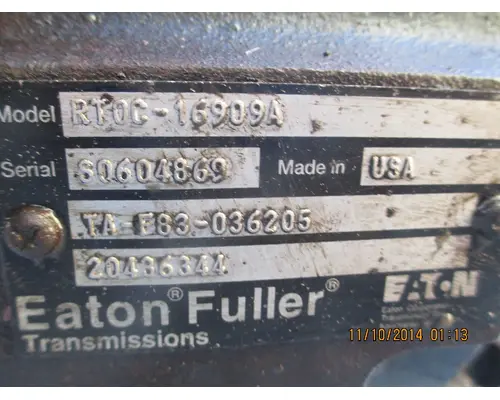 Model RTOC-16909A
Serial S0604869 Made in USA
TA-E83-036205
20436344
Eaton® Fuller®
Transmissions
EATON
11/10/2014 01:13